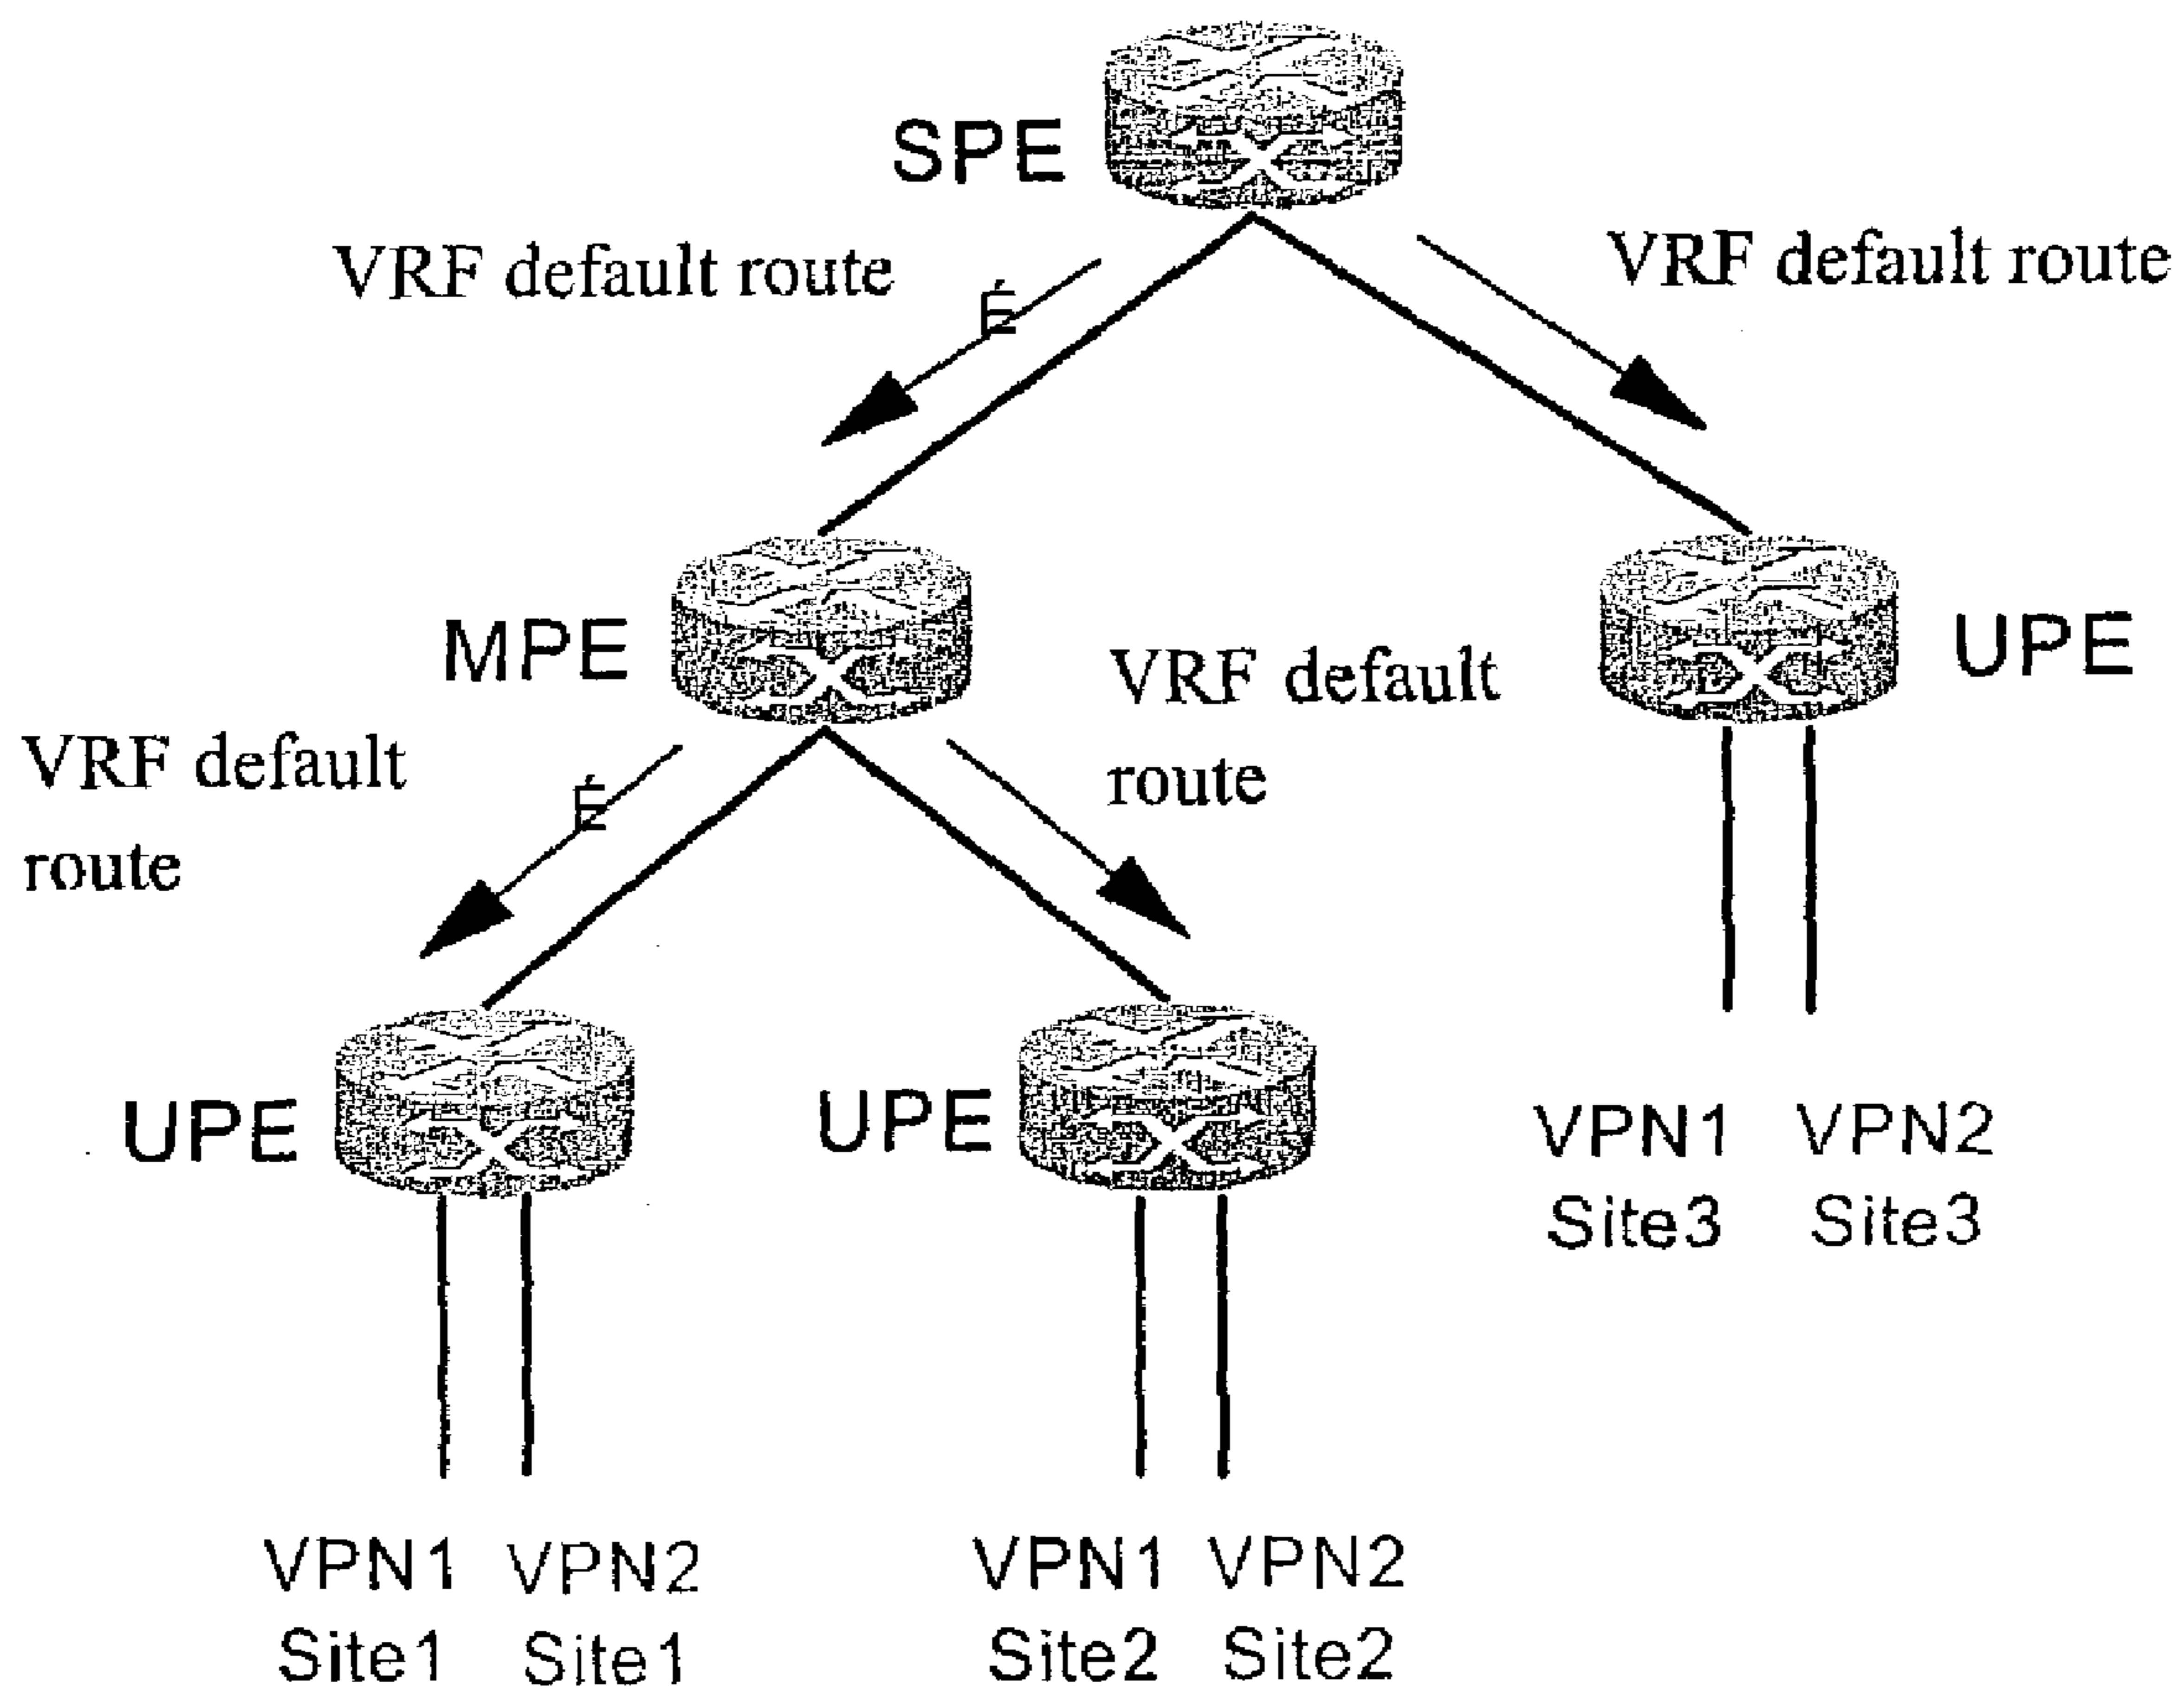 SPE
VRF default route
VRF default route
É
MPE
UPE
VRF default
route
VRF default
route
É
UPE
UPE
VPN1 VPN2
Site3 Site3
VPN1 VPN2
Site1 Site1
VPN1 VPN2
Site2 Site2